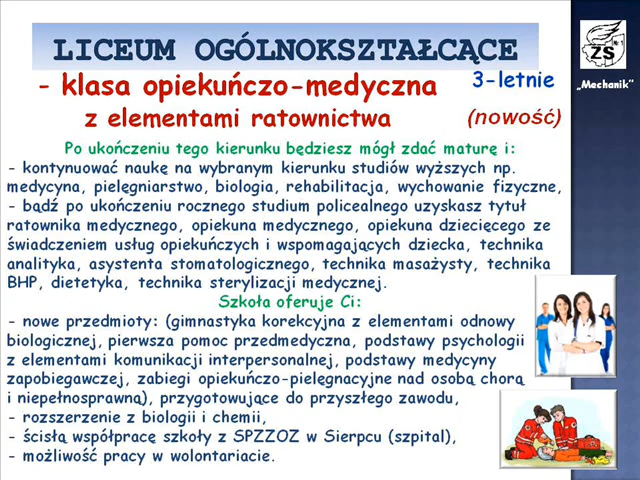 LICEUM OGÓLNOKSZTAŁCĄCE
- klasa opiekuńczo-medyczna 3-letnie
z elementami ratownictwa (nowość)
ZS
„Mechanik”
Po ukończeniu tego kierunku będziesz mógł zdać maturę i:
- kontynuować naukę na wybranym kierunku studiów wyższych np.
medycyna, pielęgniarstwo, biologia, rehabilitacja, wychowanie fizyczne,
- bądź po ukończeniu rocznego studium policealnego uzyskasz tytuł
ratownika medycznego, opiekuna medycznego, opiekuna dziecięcego ze
świadczeniem usług opiekuńczych i wspomagających dziecka, technika
analityka, asystenta stomatologicznego, technika masażysty, technika
BHP, dietetyka, technika sterylizacji medycznej.
Szkoła oferuje Ci:
- nowe przedmioty: (gimnastyka korekcyjna z elementami odnowy
biologicznej, pierwsza pomoc przedmedyczna, podstawy psychologii
z elementami komunikacji interpersonalnej, podstawy medycyny
zapobiegawczej, zabiegi opiekuńczo-pielęgnacyjne nad osobą chorą
i niepełnosprawną), przygotowujące do przyszłego zawodu,
- rozszerzenie z biologii i chemii,
- ścisłą współpracę szkoły z SPZZOZ w Sierpcu (szpital),
- możliwość pracy w wolontariacie.